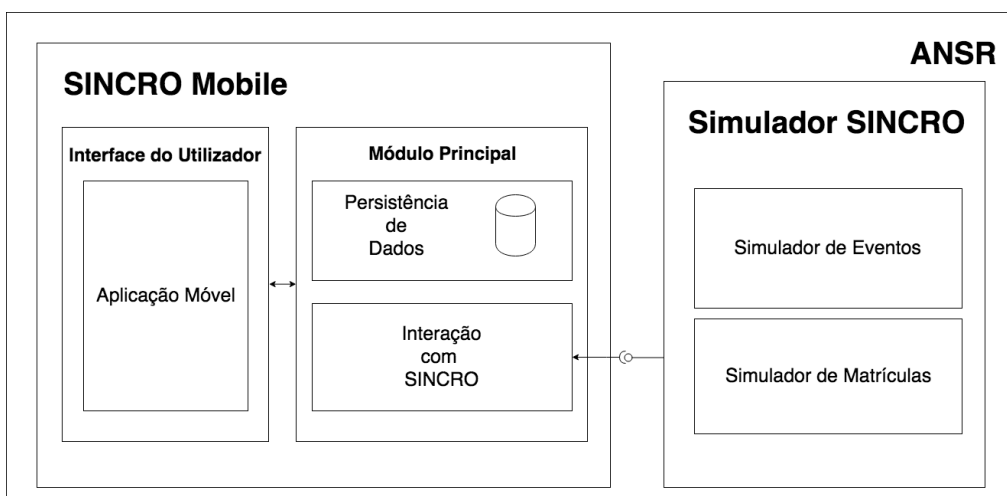 ANSR
SINCRO Mobile
Interface do Utilizador
Aplicação Móvel
Módulo Principal
Persistência
de
Dados
Interação
com
SINCRO
Simulador SINCRO
Simulador de Eventos
Simulador de Matrículas